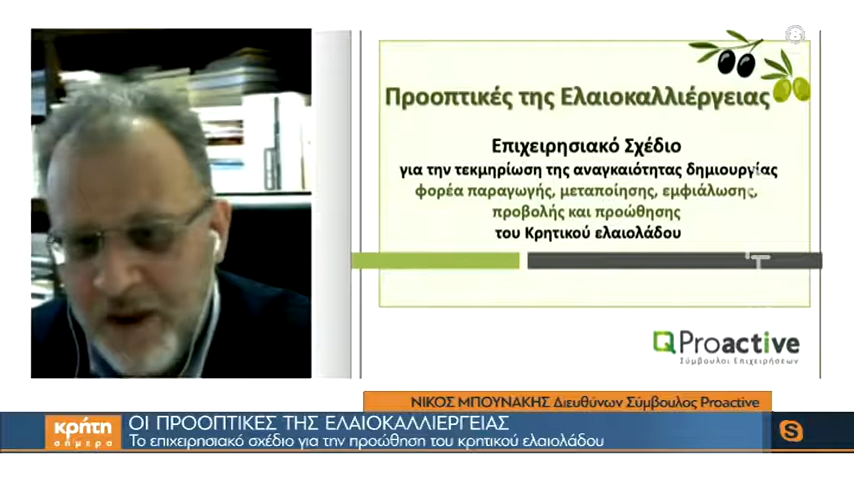 Προοπτικές της Ελαιοκαλλιέργειας
Επιχειρησιακό Σχέδιο
για την τεκμηρίωση της αναγκαιότητας δημιουργίας
φορέα παραγωγής, μεταποίησης, εμφιάλωσης,
προβολής και προώθησης
του Κρητικού ελαιολάδου
Proactive
Σύμβουλοι Επιχειρήσεων
ΝΙΚΟΣ ΜΠΟΥΝΑΚΗΣ Διευθύνων Σύμβουλος Proactive
κρήτη
σήμερα
ΟΙ ΠΡΟΟΠΤΙΚΕΣ ΤΗΣ ΕΛΑΙΟΚΑΛΛΙΕΡΓΕΙΑΣ
Το επιχειρησιακό σχέδιο για την προώθηση του κρητικού ελαιολάδου